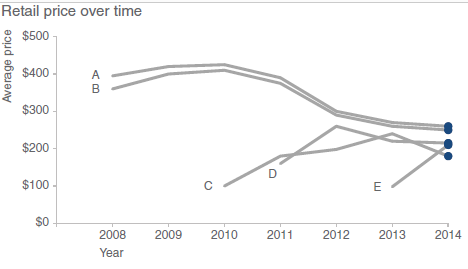 Retail price over time
Average price
$500
$400
$300
$200
$100
$0
A
B
C
D
E
2008 2009 2010 2011 2012 2013 2014
Year